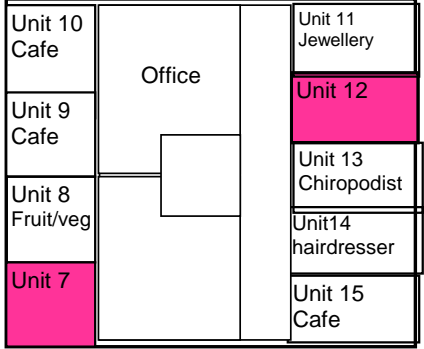 Unit 10
Cafe
Unit 9
Cafe
Unit 8
Fruit/veg
Unit 7
Office
Unit 11
Jewellery
Unit 12
Unit 13
Chiropodist
Unit14
hairdresser
Unit 15
Cafe